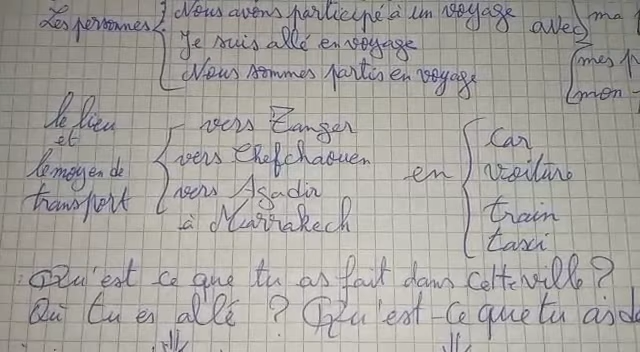 Nous avons participé à un voyage
Les personnes avec ma
Je suis allé en voyage
Nous sommes partis en voyage mes
mon
le lieu vers Tanger car
et
vers Chefchaouen en voiture
le moyen de
vers Agadir train
transport
à Marrakech taxi
Qu'est ce que tu as fait dans cette ville?
Où tu es allé ? Qu'est-ce que tu as